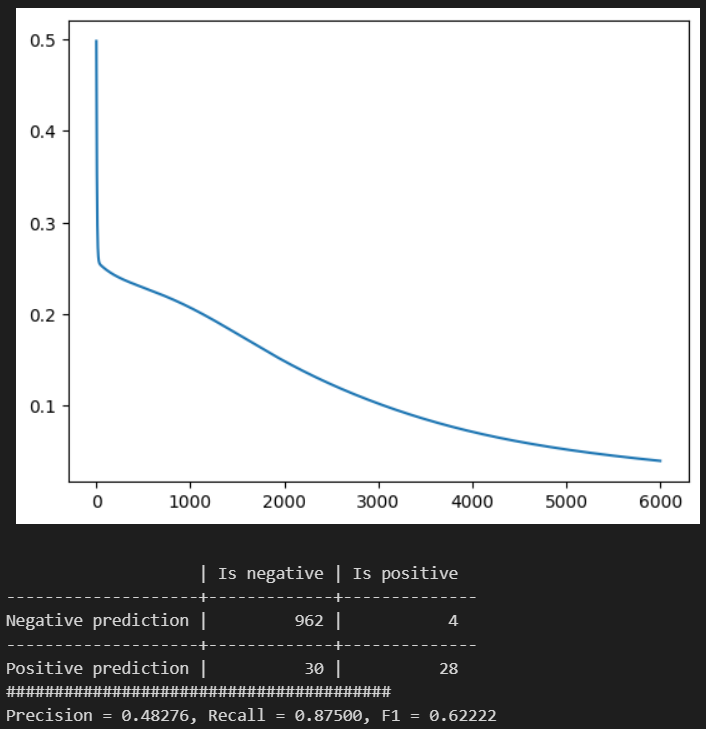 0.5
0.4
0.3
0.2
0.1
0 1000 2000 3000 4000 5000 6000
| Is negative | Is positive
--------------------+-------------+--------------
Negative prediction | 962 | 4
--------------------+-------------+--------------
Positive prediction | 30 | 28
########################################
Precision = 0.48276, Recall = 0.87500, F1 = 0.62222